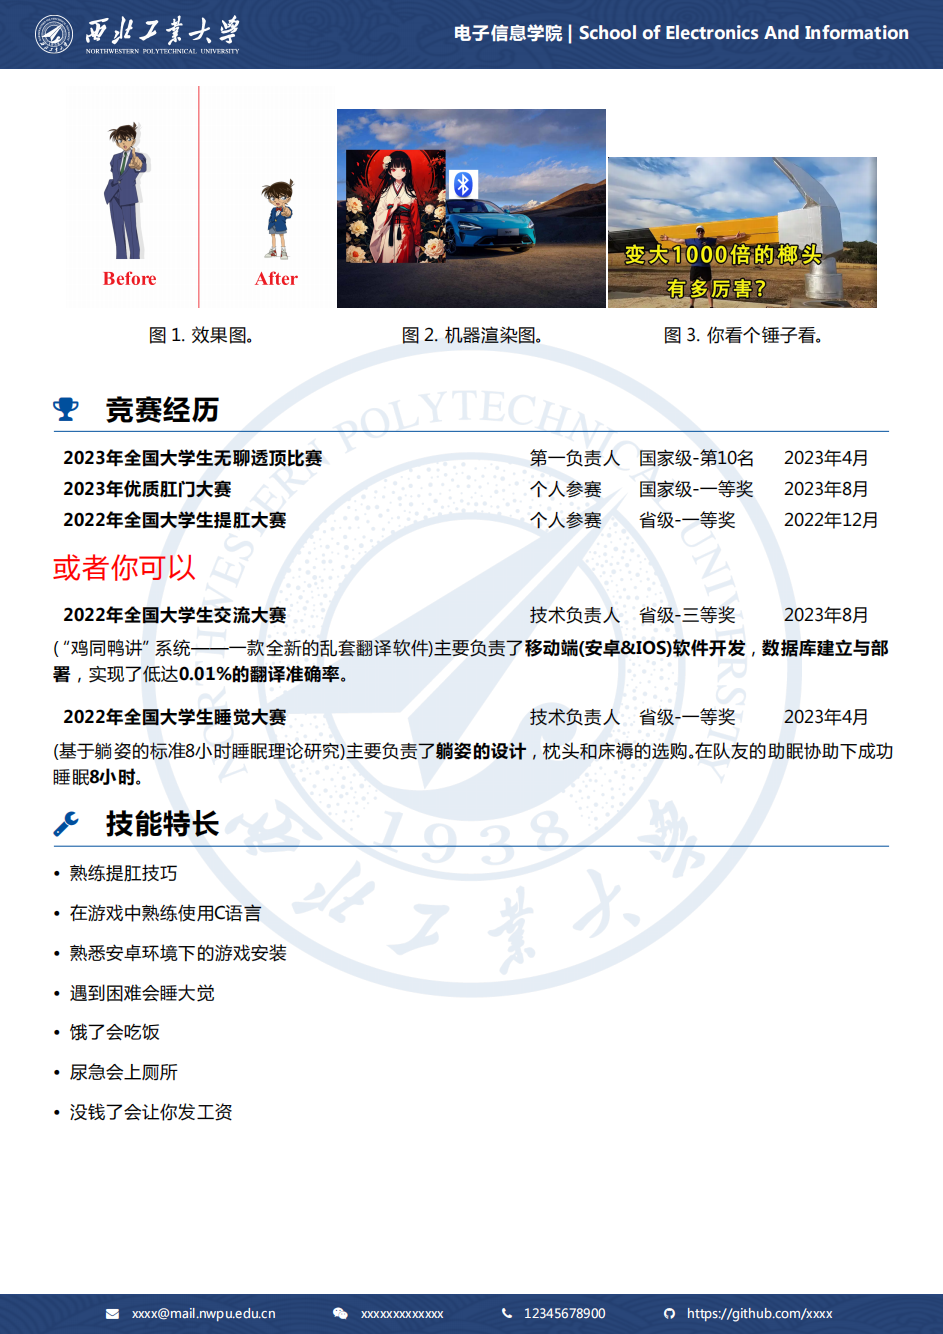 西北工业大学
NORTHWESTERN POLYTECHNICAL UNIVERSITY
电子信息学院 | School of Electronics And Information
Before
After
变大1000倍的榔头
有多厉害?
图 1. 效果图。
图 2. 机器渲染图。
图 3. 你看个锤子看。
竞赛经历
2023年全国大学生无聊透顶比赛 第一负责人 国家级-第10名 2023年4月
2023年优质肛门大赛 个人参赛 国家级-一等奖 2023年8月
2022年全国大学生提肛大赛 个人参赛 省级-一等奖 2022年12月
或者你可以
2022年全国大学生交流大赛 技术负责人 省级-三等奖 2023年8月
(“鸡同鸭讲”系统——一款全新的乱套翻译软件)主要负责了移动端(安卓&IOS)软件开发，数据库建立与部
署，实现了低达0.01%的翻译准确率。
2022年全国大学生睡觉大赛 技术负责人 省级-一等奖 2023年4月
(基于躺姿的标准8小时睡眠理论研究)主要负责了躺姿的设计，枕头和床褥的选购。在队友的助眠协助下成功
睡眠8小时。
技能特长
• 熟练提肛技巧
• 在游戏中熟练使用C语言
• 熟悉安卓环境下的游戏安装
• 遇到困难会睡大觉
• 饿了会吃饭
• 尿急会上厕所
• 没钱了会让你发工资
NORTHWESTERN POLYTECHNICAL UNIVERSITY
1938
西北工业大学
xxxx@mail.nwpu.edu.cn
xxxxxxxxxxxxx
12345678900
https://github.com/xxxx